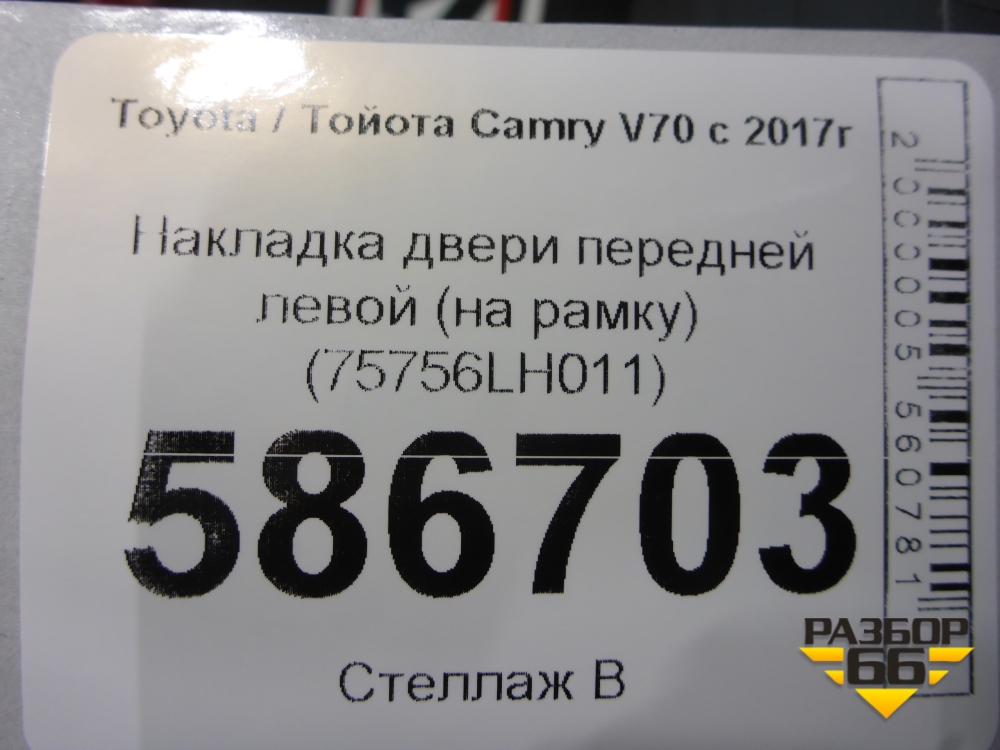 Toyota / Тойота Camry V70 с 2017г
Накладка двери передней
левой (на рамку)
(75756LH011)
586703
Стеллаж В
2000005560781
РАЗБОР
66